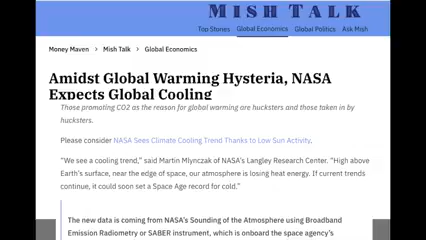 MISH TALK
Top Stories Global Economics Global Politics Ask Mish
Money Maven > Mish Talk > Global Economics
Amidst Global Warming Hysteria, NASA
Expects Global Cooling
Those promoting CO2 as the reason for global warming are hucksters and those taken in by
hucksters.
Please consider NASA Sees Climate Cooling Trend Thanks to Low Sun Activity.
“We see a cooling trend,” said Martin Mlynczak of NASA’s Langley Research Center. “High above
Earth’s surface, near the edge of space, our atmosphere is losing heat energy. If current trends
continue, it could soon set a Space Age record for cold.”
The new data is coming from NASA’s Sounding of the Atmosphere using Broadband
Emission Radiometry or SABER instrument, which is onboard the space agency’s